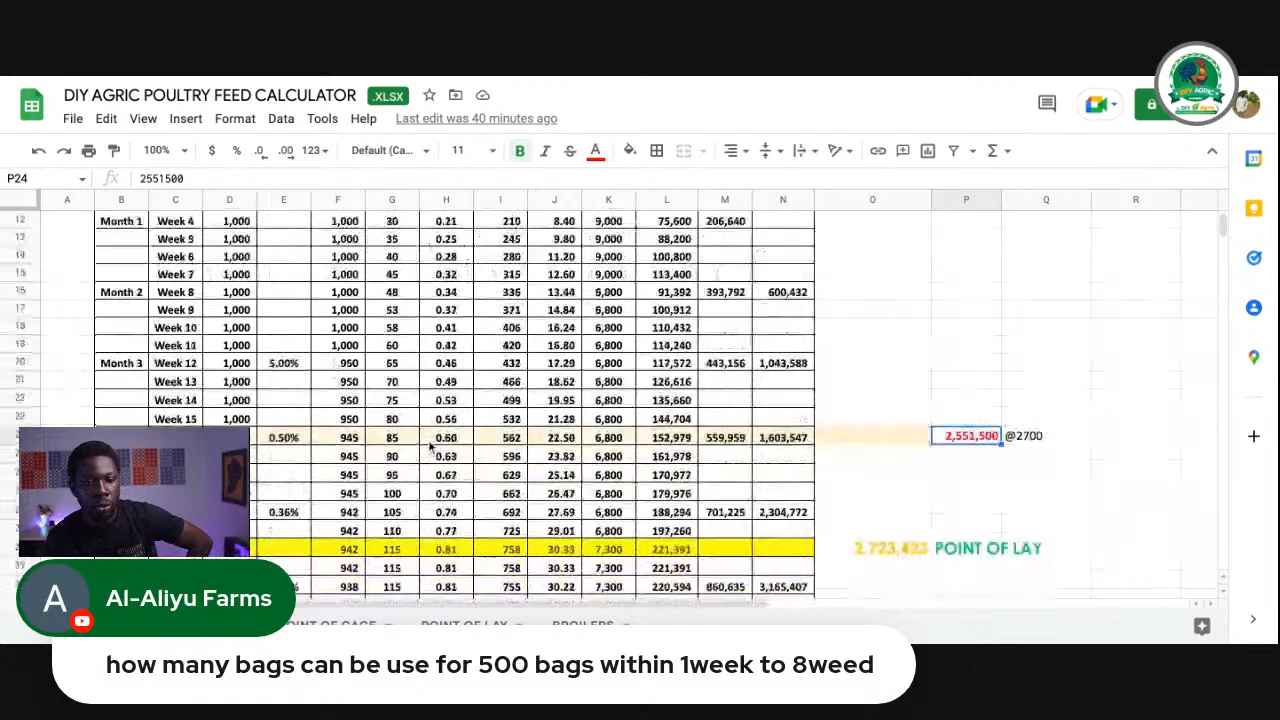 DIY AGRIC POULTRY FEED CALCULATOR .XLSX
File Edit View Insert Format Data Tools Help Last edit was 40 minutes ago
100% $ % .0 .00 123 Default (Ca... 11 B I S A
P24 fx 2551500
A B C D E F G H I J K L M N O P Q R
12 Month 1 Week 4 1,000 1,000 30 0.21 210 8.40 9,000 75,600 206,640
Week 5 1,000 1,000 35 0.25 245 9.80 9,000 88,200
Week 6 1,000 1,000 40 0.28 280 11.20 9,000 100,800
15 Week 7 1,000 1,000 45 0.32 315 12.60 9,000 113,400
Month 2 Week 8 1,000 1,000 48 0.34 336 13.44 6,800 91,392 393,792 600,432
17 Week 9 1,000 1,000 53 0.37 371 14.84 6,800 100,912
Week 10 1,000 1,000 58 0.41 406 16.24 6,800 110,432
Week 11 1,000 1,000 60 0.42 420 16.80 6,800 114,240
20 Month 3 Week 12 1,000 5.00% 950 65 0.46 432 17.29 6,800 117,572 443,156 1,043,588
21 Week 13 1,000 950 70 0.49 466 18.62 6,800 126,616
22 Week 14 1,000 950 75 0.53 499 19.95 6,800 135,660
Week 15 1,000 950 80 0.56 532 21.28 6,800 144,704
0.50% 945 85 0.60 562 22.50 6,800 152,979 559,959 1,603,547 2,551,500 @2700
945 90 0.63 596 23.82 6,800 161,978
945 95 0.67 629 25.14 6,800 170,977
945 100 0.70 662 26.47 6,800 179,976
0.36% 942 105 0.74 692 27.69 6,800 188,294 701,225 2,304,772
942 110 0.77 725 29.01 6,800 197,260
942 115 0.81 758 30.33 7,300 221,391 2,723,423 POINT OF LAY
942 115 0.81 758 30.33 7,300 221,391
938 115 0.81 755 30.22 7,300 220,594 860,635 3,165,407
POINT OF LAY BROILERS
A Al-Aliyu Farms
how many bags can be use for 500 bags within 1week to 8weed